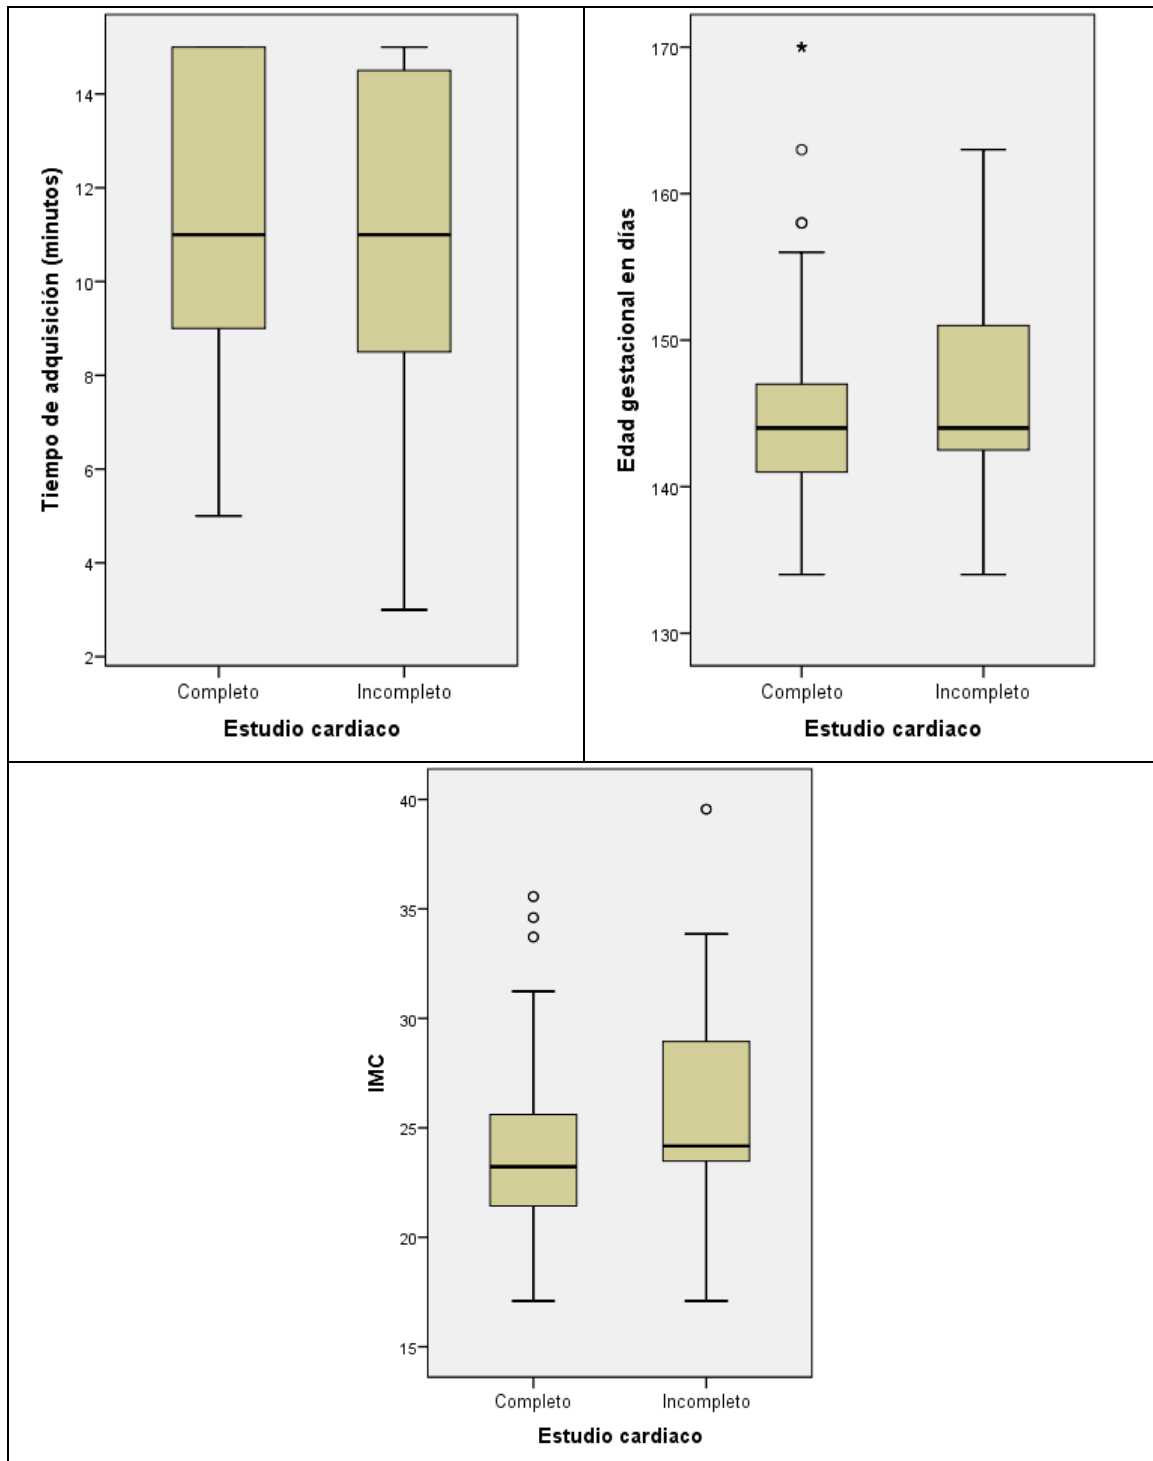 Tiempo de adquisición (minutos)
14
12
10
8
6
4
2
Completo
Incompleto
Estudio cardiaco
Edad gestacional en días
170
160
150
140
130
Completo
Incompleto
Estudio cardiaco
IMC
40
35
30
25
20
15
Completo
Incompleto
Estudio cardiaco